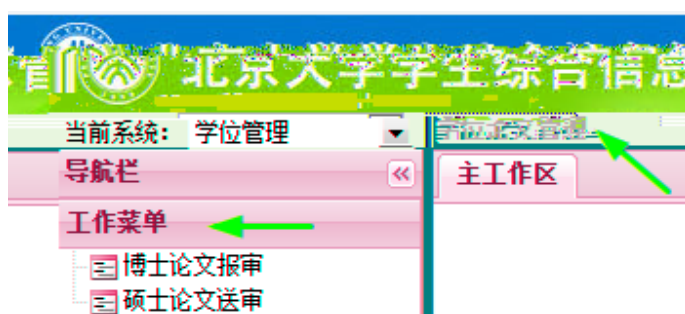 北京大学学生综合信息
当前系统： 学位管理
导航栏
主工作区
工作菜单
博士论文报审
硕士论文送审